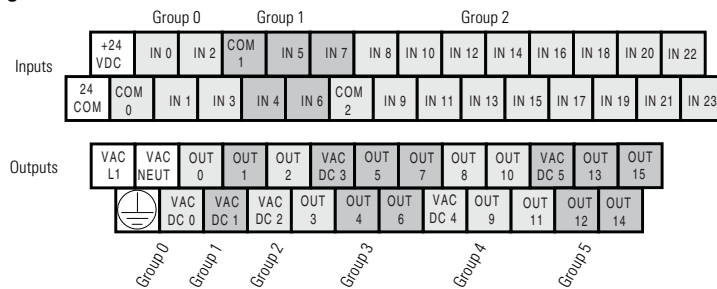 Group 0 Group 1 Group 2
Inputs
+24 VDC IN 0 IN 2 COM 1 IN 5 IN 7 IN 8 IN 10 IN 12 IN 14 IN 16 IN 18 IN 20 IN 22
24 COM COM 0 IN 1 IN 3 IN 4 IN 6 COM 2 IN 9 IN 11 IN 13 IN 15 IN 17 IN 19 IN 21 IN 23
Outputs
VAC L1 VAC NEUT OUT 0 OUT 1 OUT 2 VAC DC 3 OUT 5 OUT 7 OUT 8 OUT 10 VAC DC 5 OUT 13 OUT 15
VAC DC 0 VAC DC 1 VAC DC 2 OUT 3 OUT 4 OUT 6 VAC DC 4 OUT 9 OUT 11 OUT 12 OUT 14
Group 0 Group 1 Group 2 Group 3 Group 4 Group 5